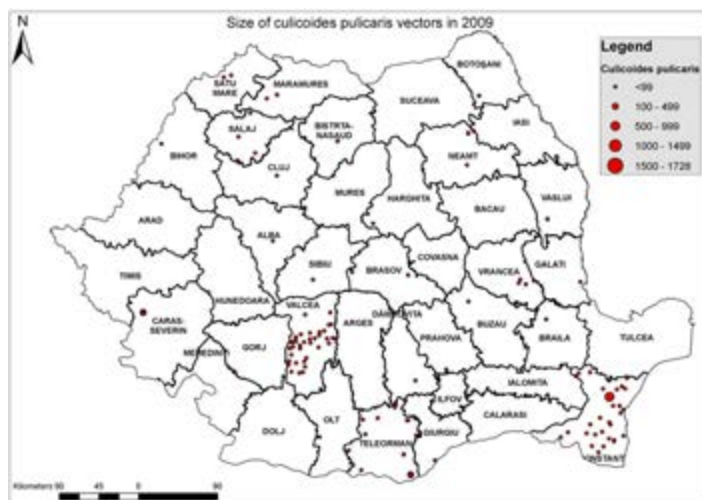 Size of culicoides pulicaris vectors in 2009
N
Legend
Culicoides pulicaris
<99
100 - 499
500 - 999
1000 - 1499
1500 - 1728
BOTOȘANI
SATU
MARE
MARAMURES
SUCEAVA
IASI
SALAJ
BISTRTA-
NASAUD
NEAMT
BIHOR
CLUJ
MURES
HARGHITA
BACAU
VASLUI
ARAD
ALBA
SIBIU
BRASOV
COVASNA
VRANCEA
GALATI
TIMIS
HUNEDOARA
CARAS-
SEVERIN
VALCEA
ARGES
PRAHOVA
BUZAU
BRAILA
TULCEA
GORJ
IALOMITA
ILFOV
CALARASI
DOLJ
OLT
TELEORMAN
GIURGIU
Kilometers 90 45 0 90